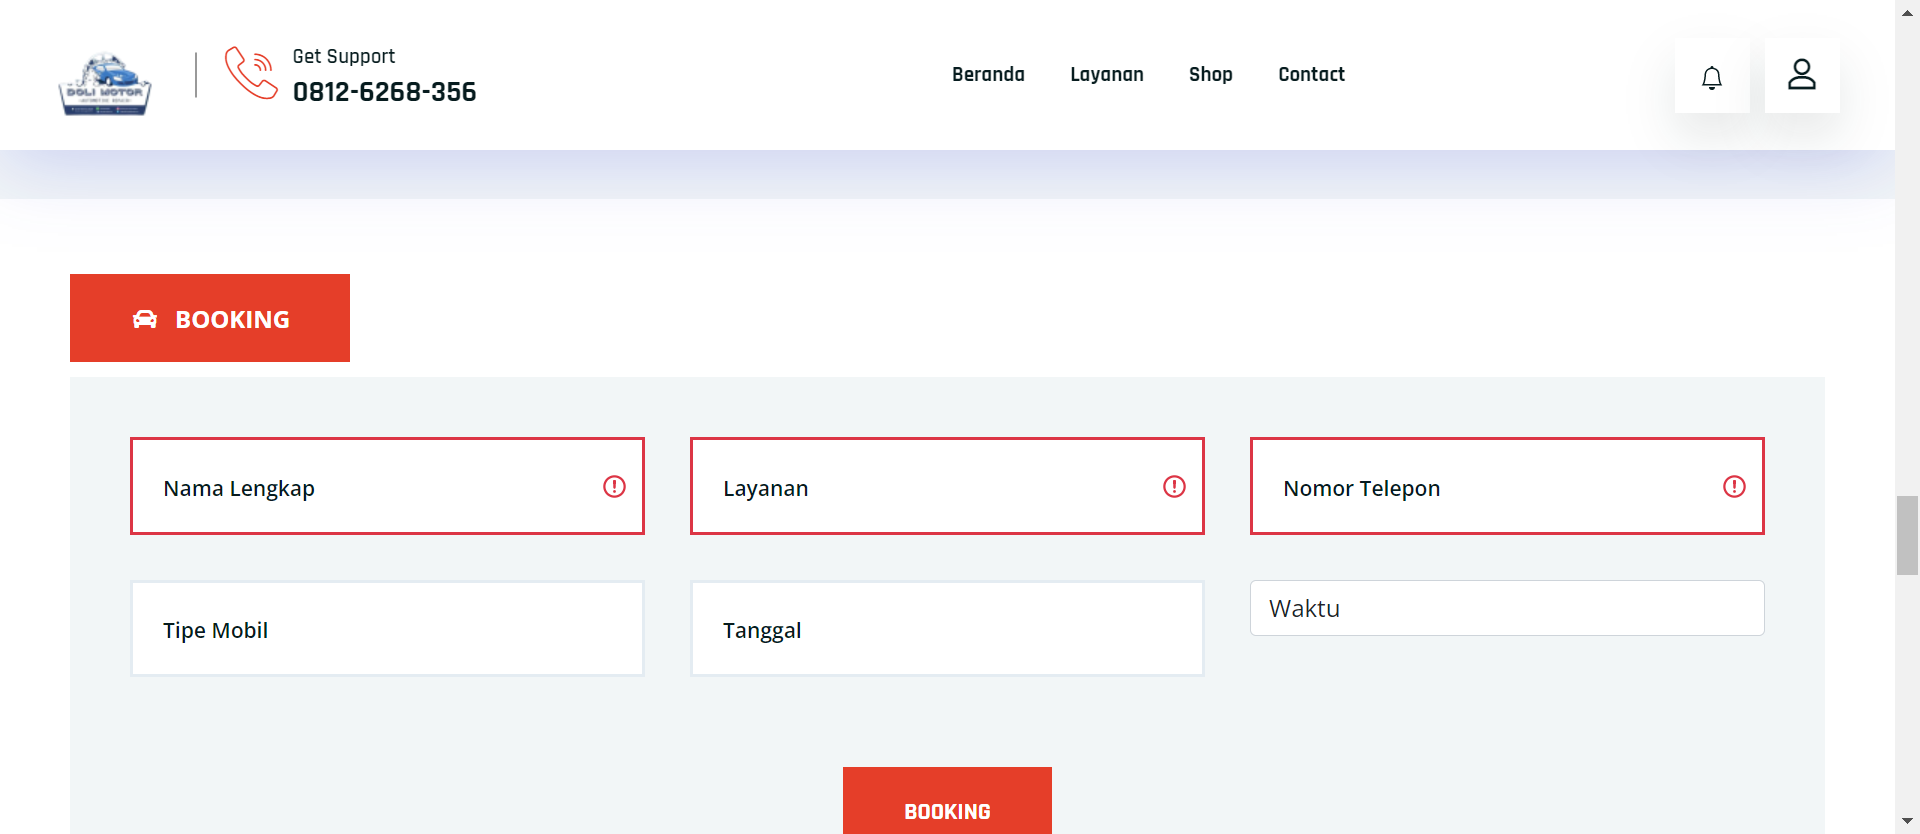 DOLI MOTOR
Get Support
0812-6268-356
Beranda
Layanan
Shop
Contact
BOOKING
Nama Lengkap
Layanan
Nomor Telepon
Tipe Mobil
Tanggal
Waktu
BOOKING